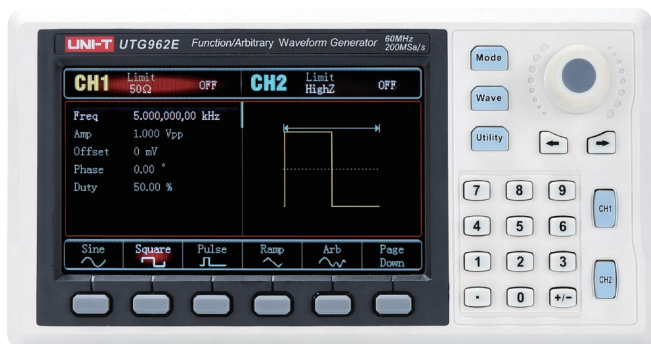 UNI-T UTG962E Function/Arbitrary Waveform Generator 60MHz 200MSa/s
CH1 Limit 50Ω OFF CH2 Limit HighZ OFF
Freq 5.000,000,00 kHz
Amp 1.000 Vpp
Offset 0 mV
Phase 0.00 °
Duty 50.00 %
Sine Square Pulse Ramp Arb Page Down
Mode
Wave
Utility
7 8 9
CH1
4 5 6
1 2 3
CH2
· 0 +/-